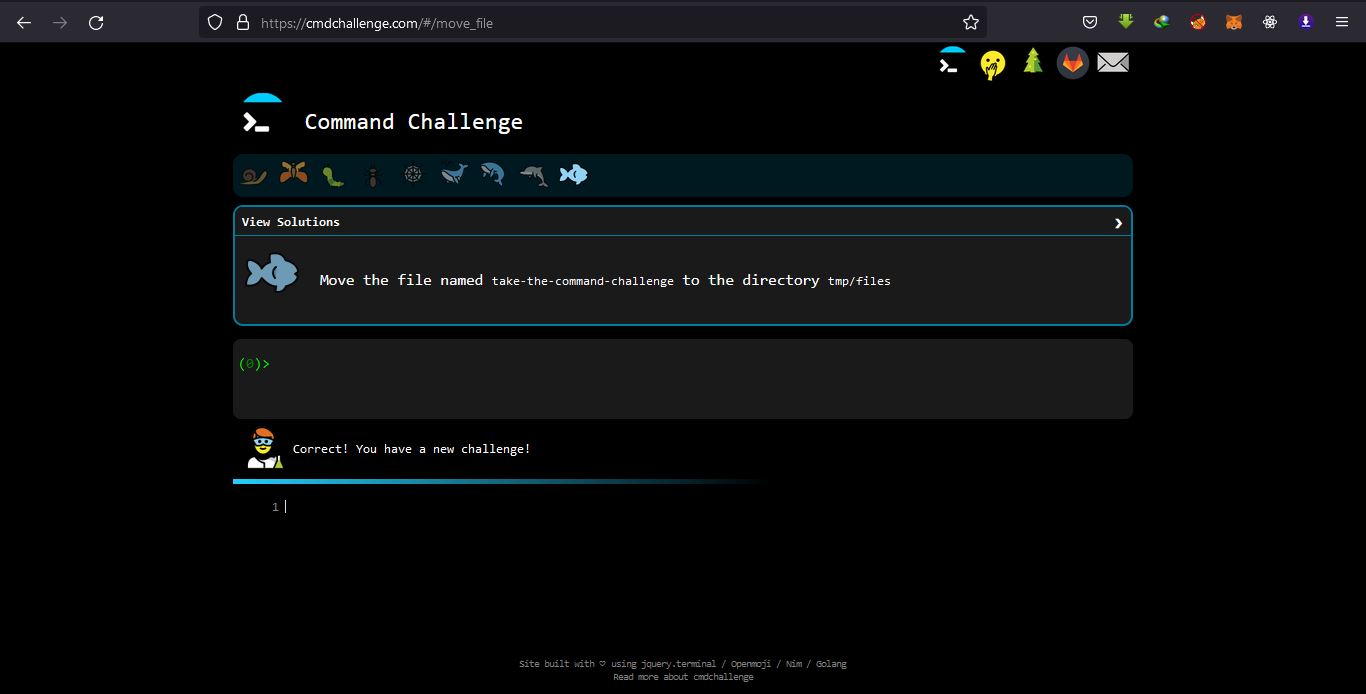 https://cmdchallenge.com/#/move_file
Command Challenge
View Solutions
Move the file named take-the-command-challenge to the directory tmp/files
(0)>
Correct! You have a new challenge!
1
Site built with ♡ using jquery.terminal / Openmoji / Nim / Golang
Read more about cmdchallenge